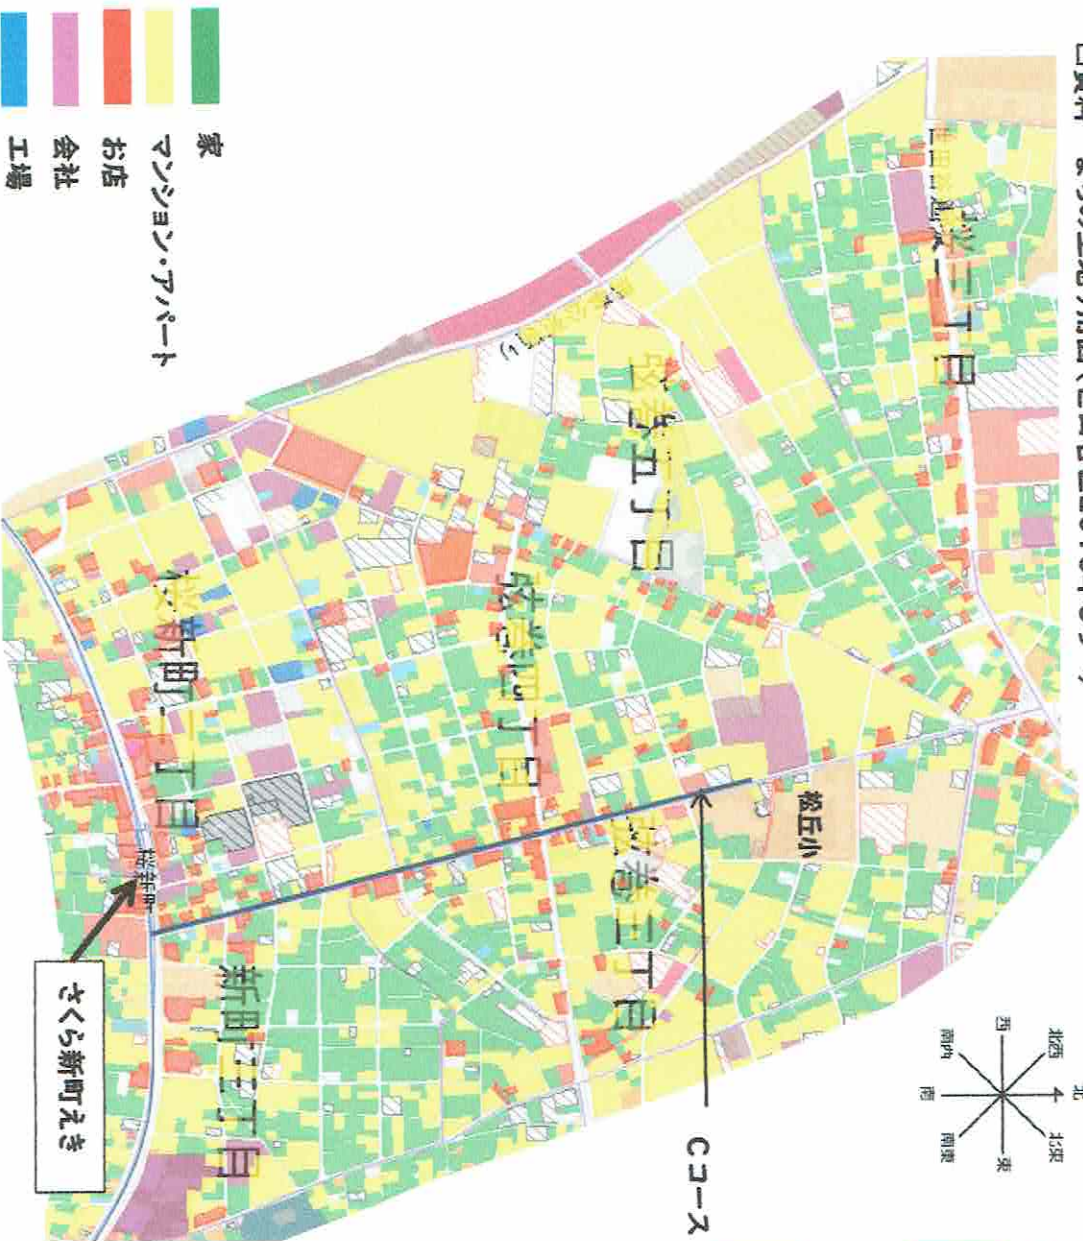 家
マンション・アパート
お店
会社
工場
弦巻五丁目
弦巻四丁目
弦巻三丁目
桜新町二丁目
新町三丁目
松丘小
桜新町
さくら新町えき
Cコース
北
北西
北東
西
東
南西
南東
南